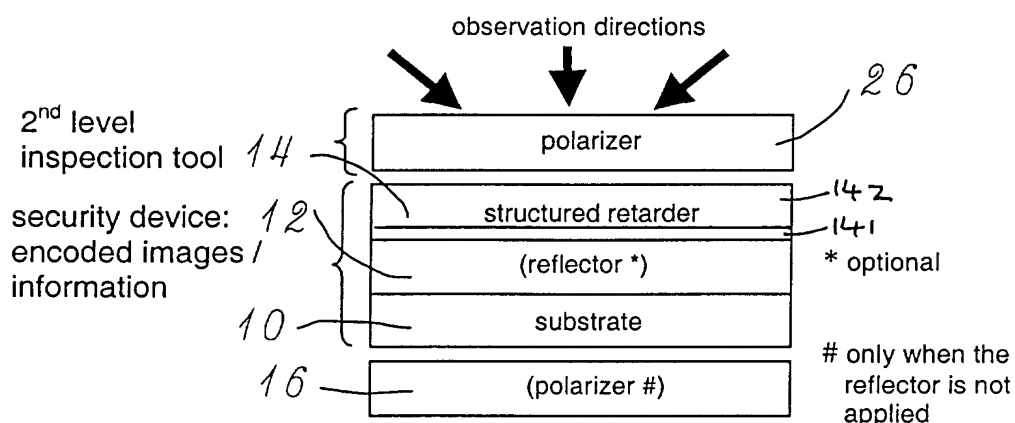 observation directions
26
2nd level
inspection tool 14
polarizer
142
structured retarder
141
security device: 12
encoded images /
information
(reflector *)
* optional
10
substrate
# only when the
reflector is not
applied
16
(polarizer #)